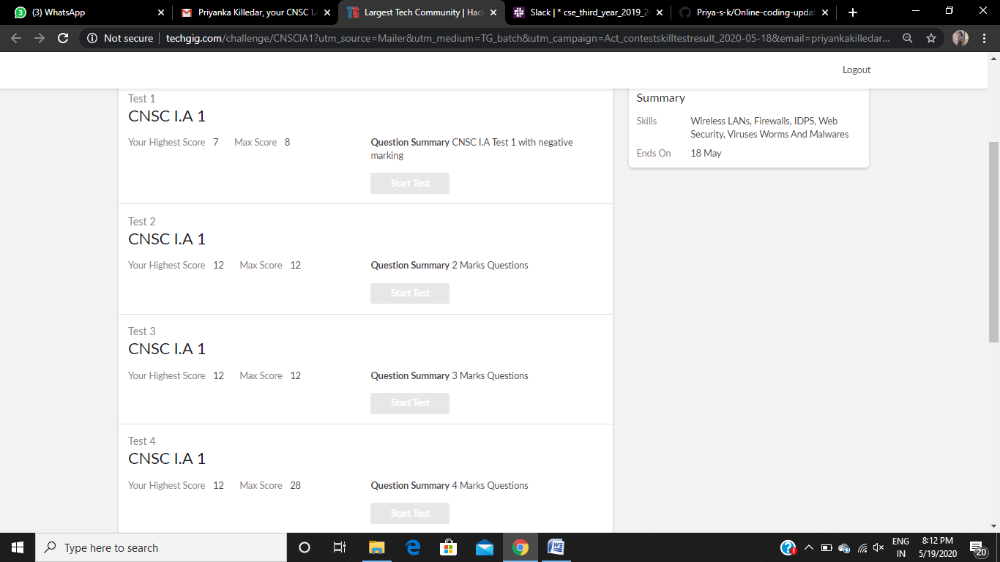 (3) WhatsApp
Priyanka Killedar, your CNSC I.
Largest Tech Community | Hac
Slack | * cse_third_year_2019_2
Priya-s-k/Online-coding-upda
Not secure
techgig.com/challenge/CNSCIA1?utm_source=Mailer&utm_medium=TG_batch&utm_campaign=Act_contestskilltestresult_2020-05-18&email=priyankakilledar...
Logout
Test 1
CNSC I.A 1
Your Highest Score 7 Max Score 8
Question Summary CNSC I.A Test 1 with negative
marking
Start Test
Test 2
CNSC I.A 1
Your Highest Score 12 Max Score 12
Question Summary 2 Marks Questions
Start Test
Test 3
CNSC I.A 1
Your Highest Score 12 Max Score 12
Question Summary 3 Marks Questions
Start Test
Test 4
CNSC I.A 1
Your Highest Score 12 Max Score 28
Question Summary 4 Marks Questions
Start Test
Summary
Skills Wireless LANs, Firewalls, IDPS, Web
Security, Viruses Worms And Malwares
Ends On 18 May
Type here to search
ENG
IN
8:12 PM
5/19/2020
20